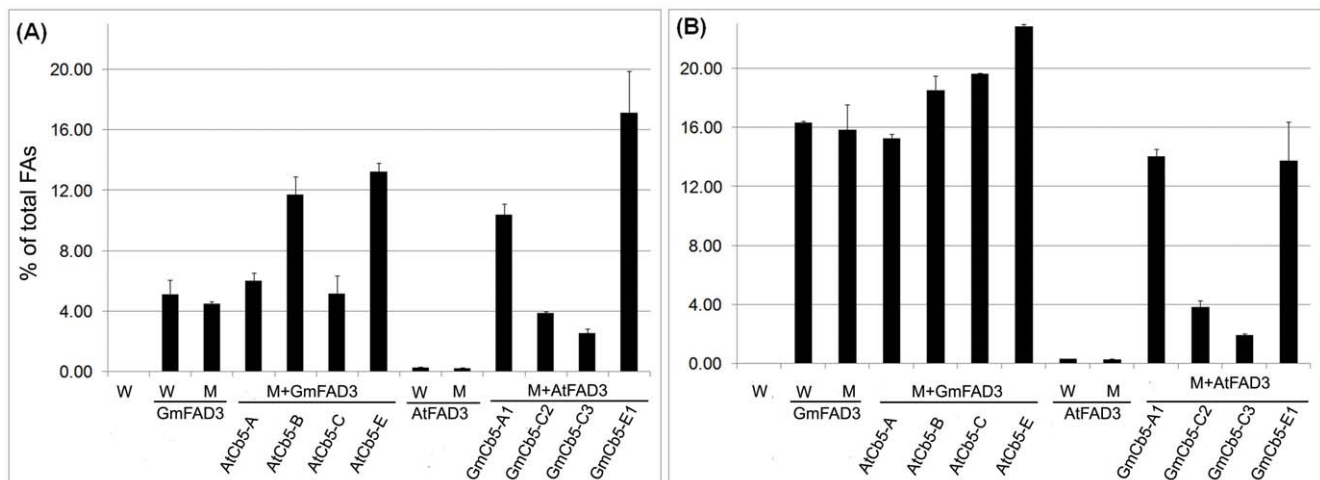 (A)
% of total FAs
20.00
16.00
12.00
8.00
4.00
0.00
W W M M+GmFAD3 W M M+AtFAD3
GmFAD3 AtFAD3
AtCb5-A AtCb5-B AtCb5-C AtCb5-E GmCb5-A1 GmCb5-C2 GmCb5-C3 GmCb5-E1
(B)
20.00
16.00
12.00
8.00
4.00
0.00
W W M M+GmFAD3 W M M+AtFAD3
GmFAD3 AtFAD3
AtCb5-A AtCb5-B AtCb5-C AtCb5-E GmCb5-A1 GmCb5-C2 GmCb5-C3 GmCb5-E1